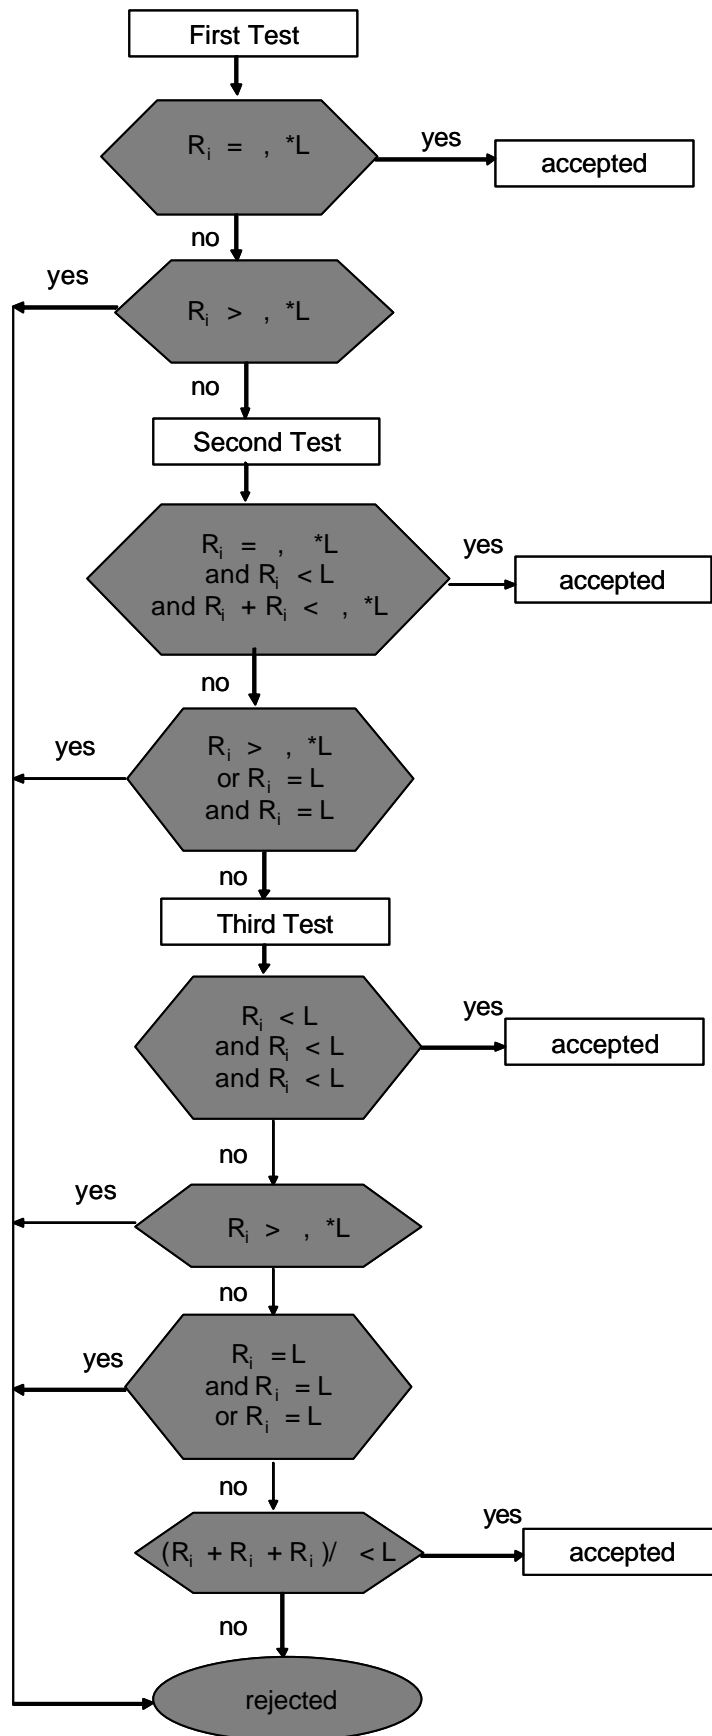 First Test
Rᵢ = , *L
yes
accepted
no
yes
Rᵢ > , *L
no
Second Test
Rᵢ = , *L
and Rᵢ < L
and Rᵢ + Rᵢ < , *L
yes
accepted
no
yes
Rᵢ > , *L
or Rᵢ = L
and Rᵢ = L
no
Third Test
Rᵢ < L
and Rᵢ < L
and Rᵢ < L
yes
accepted
no
yes
Rᵢ > , *L
no
yes
Rᵢ = L
and Rᵢ = L
or Rᵢ = L
no
(Rᵢ + Rᵢ + Rᵢ )/ < L
yes
accepted
no
rejected